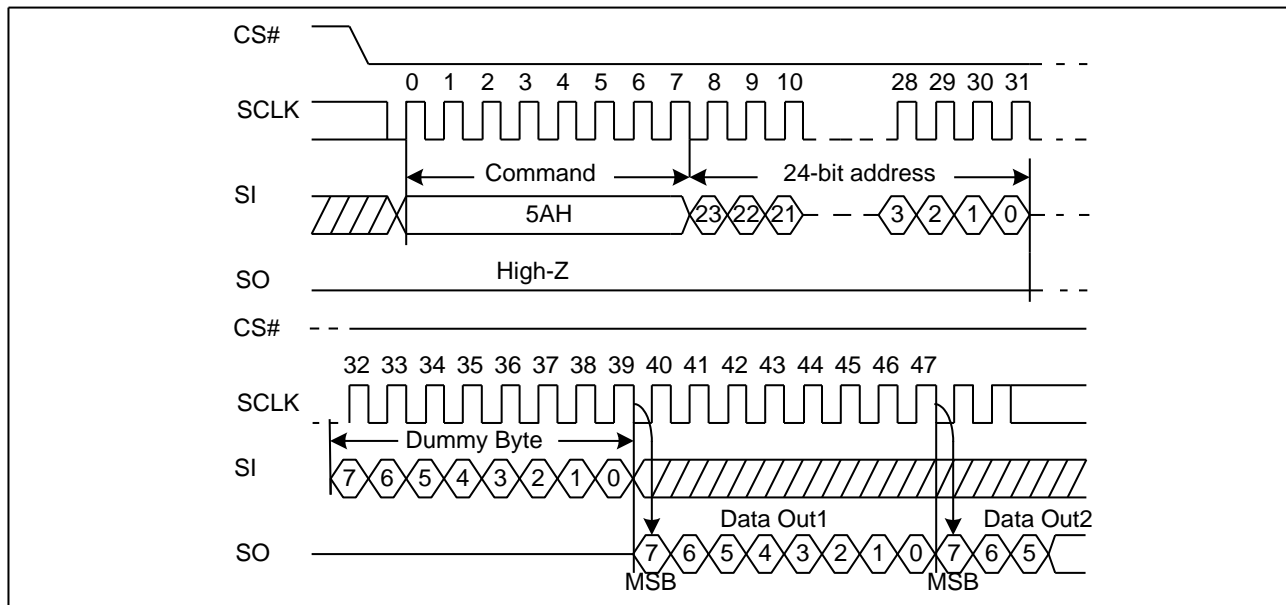 CS#
0 1 2 3 4 5 6 7 8 9 10 28 29 30 31
SCLK
Command 24-bit address
SI
5AH 23 22 21 3 2 1 0
High-Z
SO
CS#
32 33 34 35 36 37 38 39 40 41 42 43 44 45 46 47
SCLK
Dummy Byte
SI
7 6 5 4 3 2 1 0
Data Out1 Data Out2
SO
7 6 5 4 3 2 1 0 7 6 5
MSB MSB